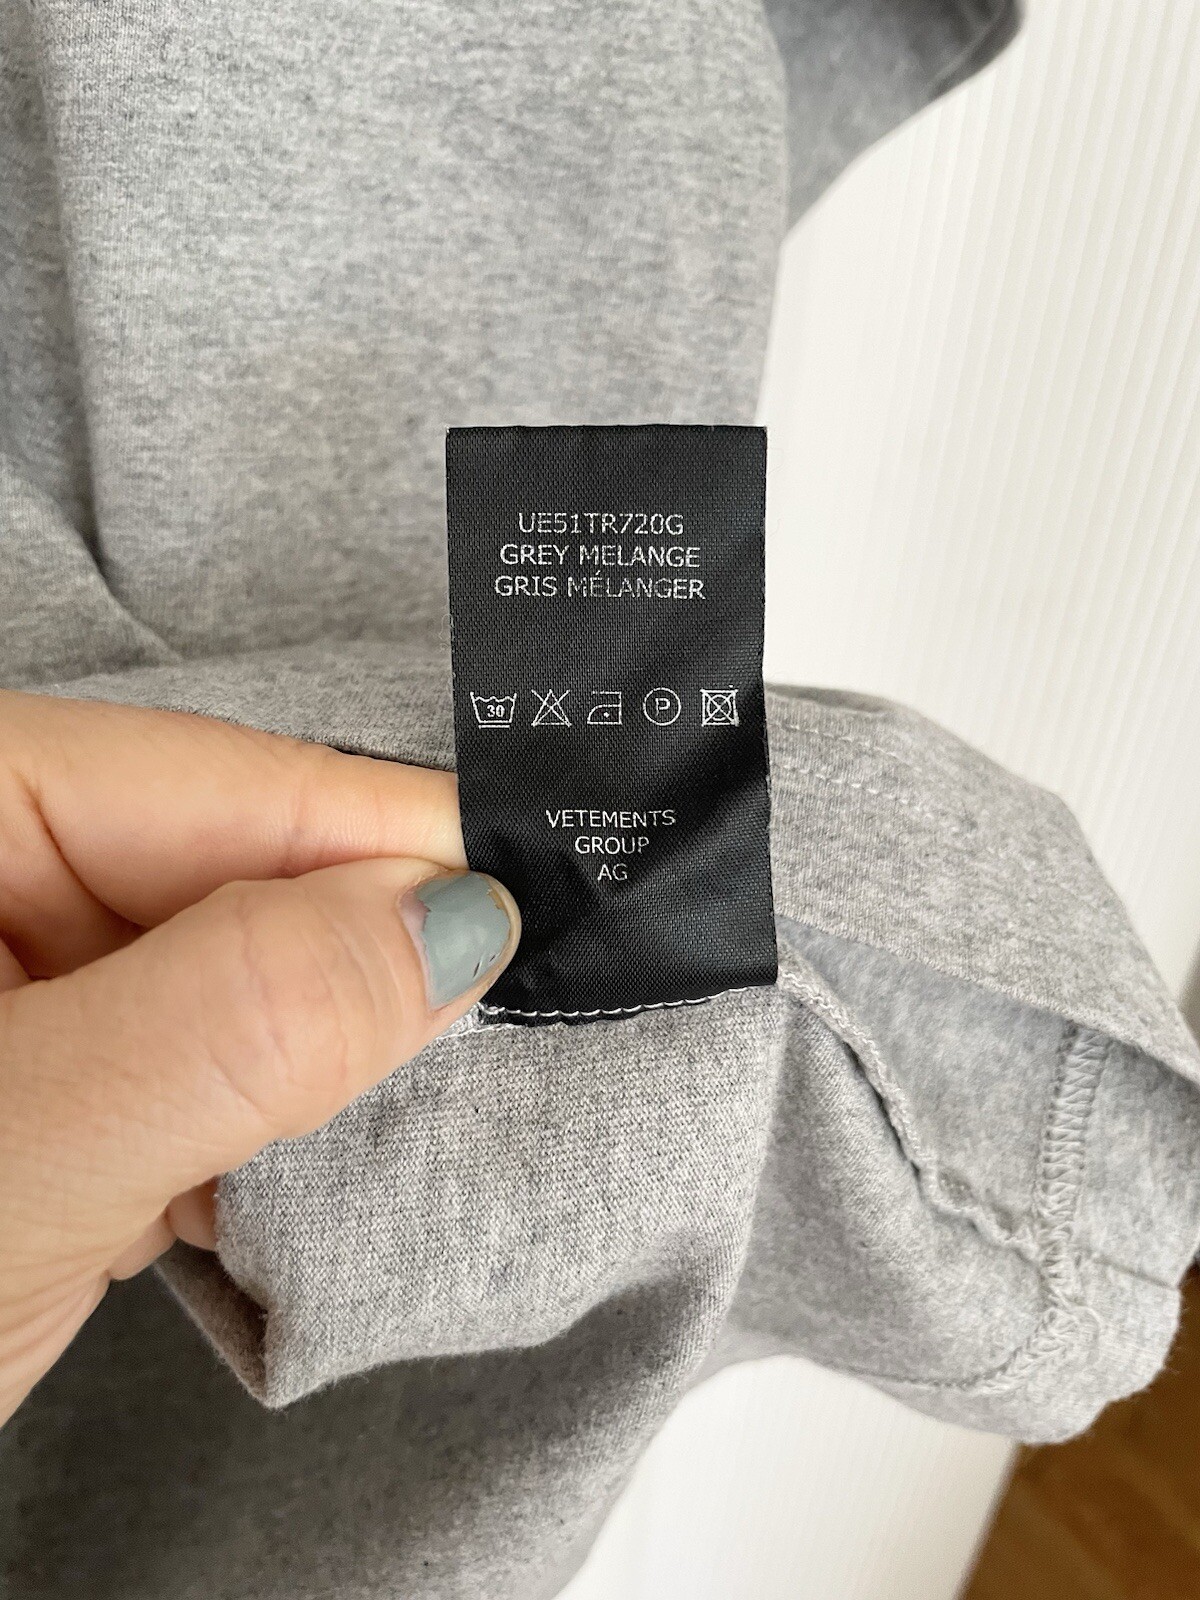 UE51TR720G
GREY MELANGE
GRIS MÉLANGER
30 P
VETEMENTS
GROUP
AG